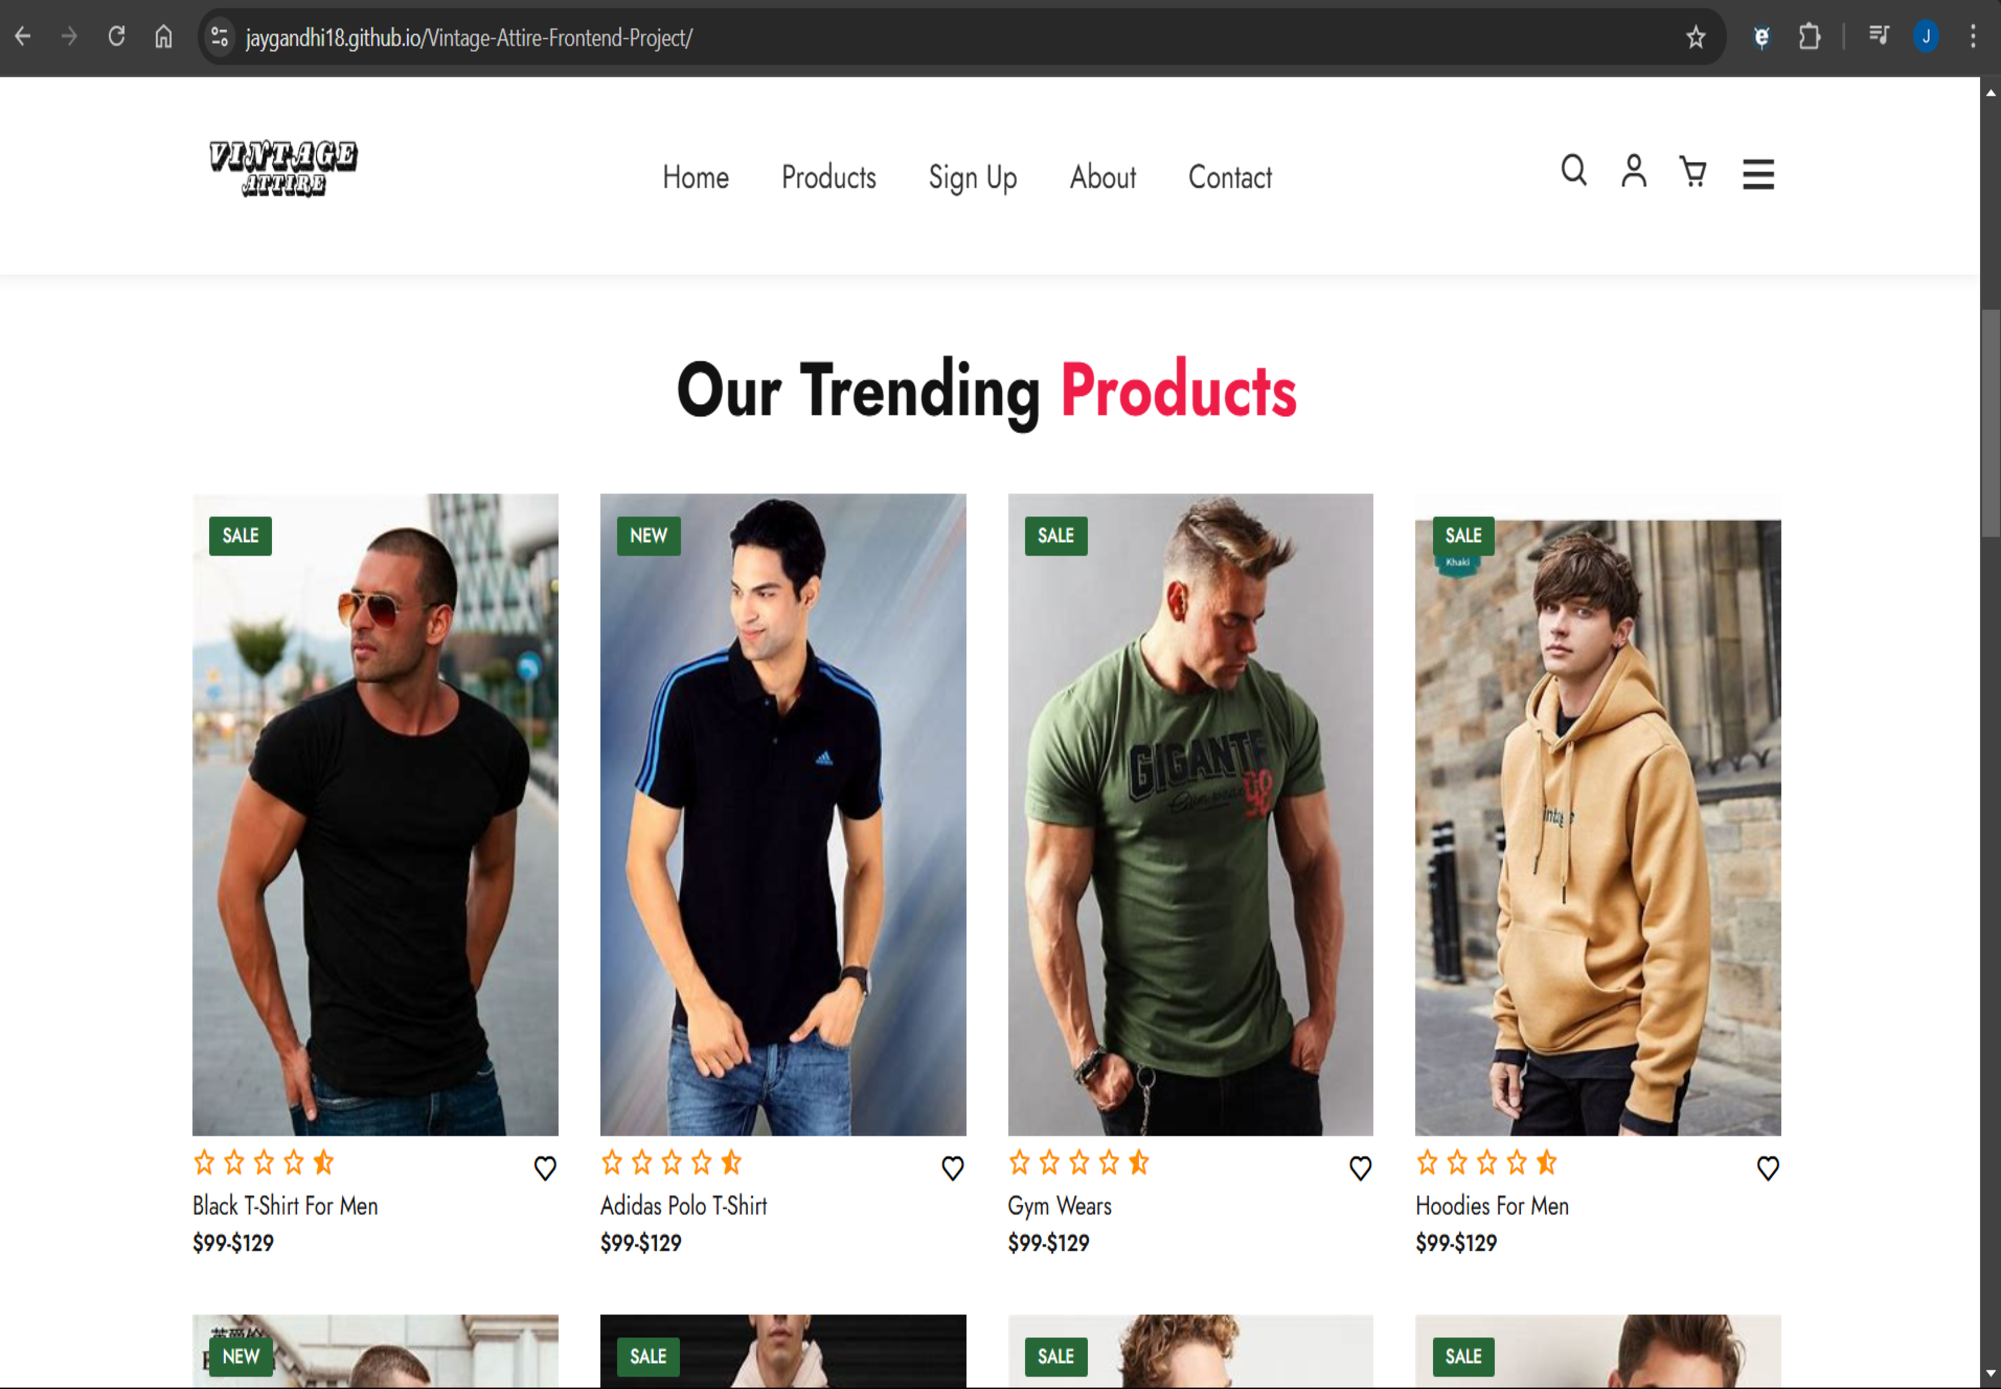 jaygandhi18.github.io/Vintage-Attire-Frontend-Project/
J
VINTAGE
ATTIRE
Home
Products
Sign Up
About
Contact
Our Trending Products
SALE
NEW
SALE
SALE
Khaki
GIGANTE
Black T-Shirt For Men
$99-$129
Adidas Polo T-Shirt
$99-$129
Gym Wears
$99-$129
Hoodies For Men
$99-$129
NEW
SALE
SALE
SALE